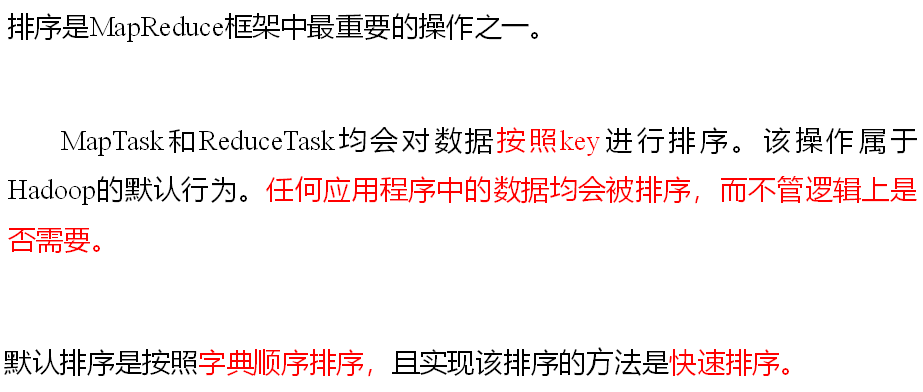 排序是MapReduce框架中最重要的操作之一。
MapTask和ReduceTask均会对数据按照key进行排序。该操作属于
Hadoop的默认行为。任何应用程序中的数据均会被排序，而不管逻辑上是
否需要。
默认排序是按照字典顺序排序，且实现该排序的方法是快速排序。